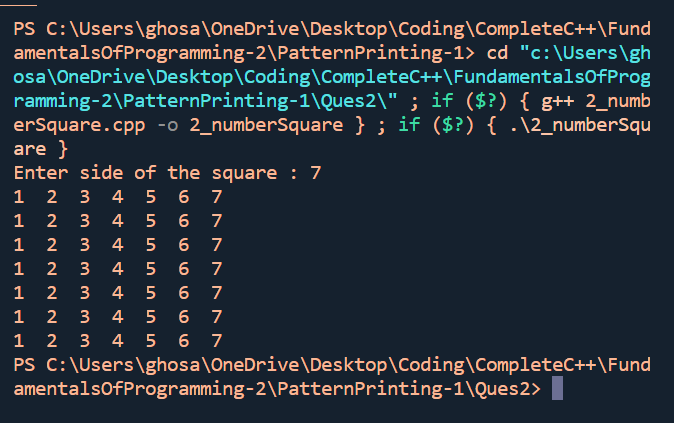 PS C:\Users\ghosa\OneDrive\Desktop\Coding\CompleteC++\Fund
amentalsOfProgramming-2\PatternPrinting-1> cd "c:\Users\gh
osa\OneDrive\Desktop\Coding\CompleteC++\FundamentalsOfProg
ramming-2\PatternPrinting-1\Ques2\" ; if ($?) { g++ 2_numb
erSquare.cpp -o 2_numberSquare } ; if ($?) { .\2_numberSqu
are }
Enter side of the square : 7
1  2  3  4  5  6  7
1  2  3  4  5  6  7
1  2  3  4  5  6  7
1  2  3  4  5  6  7
1  2  3  4  5  6  7
1  2  3  4  5  6  7
1  2  3  4  5  6  7
PS C:\Users\ghosa\OneDrive\Desktop\Coding\CompleteC++\Fund
amentalsOfProgramming-2\PatternPrinting-1\Ques2>